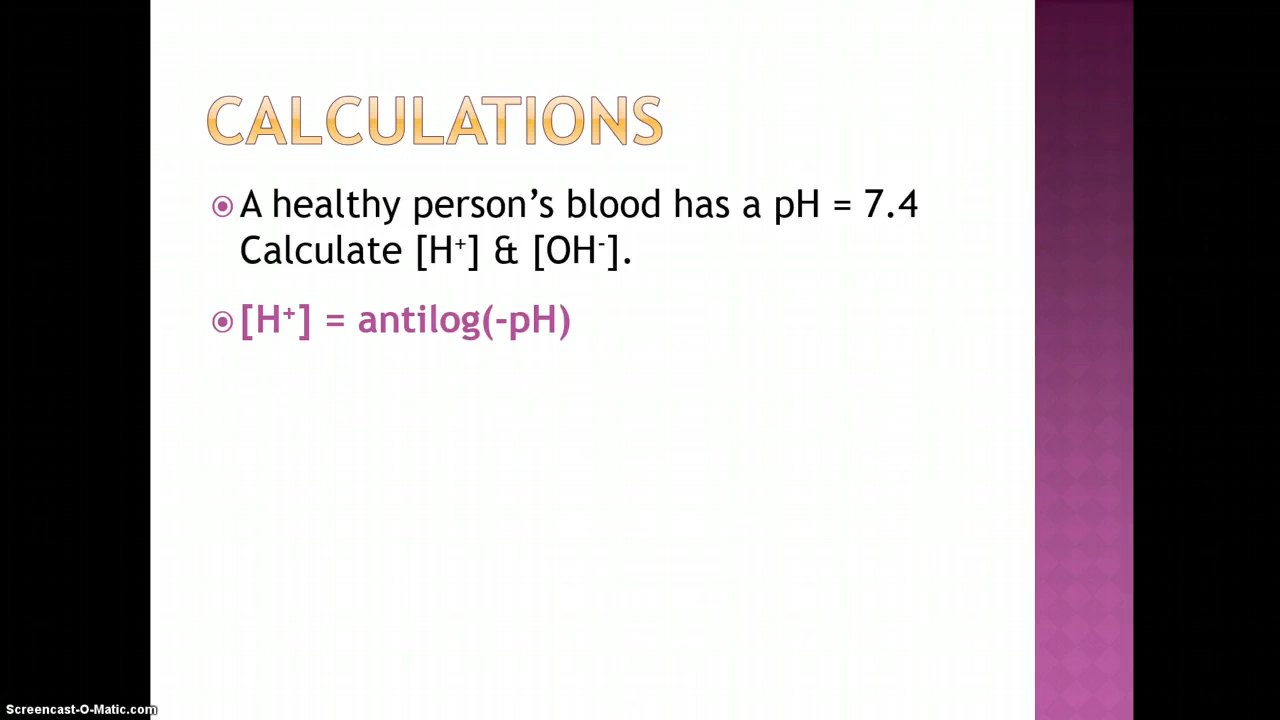 CALCULATIONS
A healthy person’s blood has a pH = 7.4
Calculate [H⁺] & [OH⁻].
[H⁺] = antilog(-pH)
Screencast-O-Matic.com